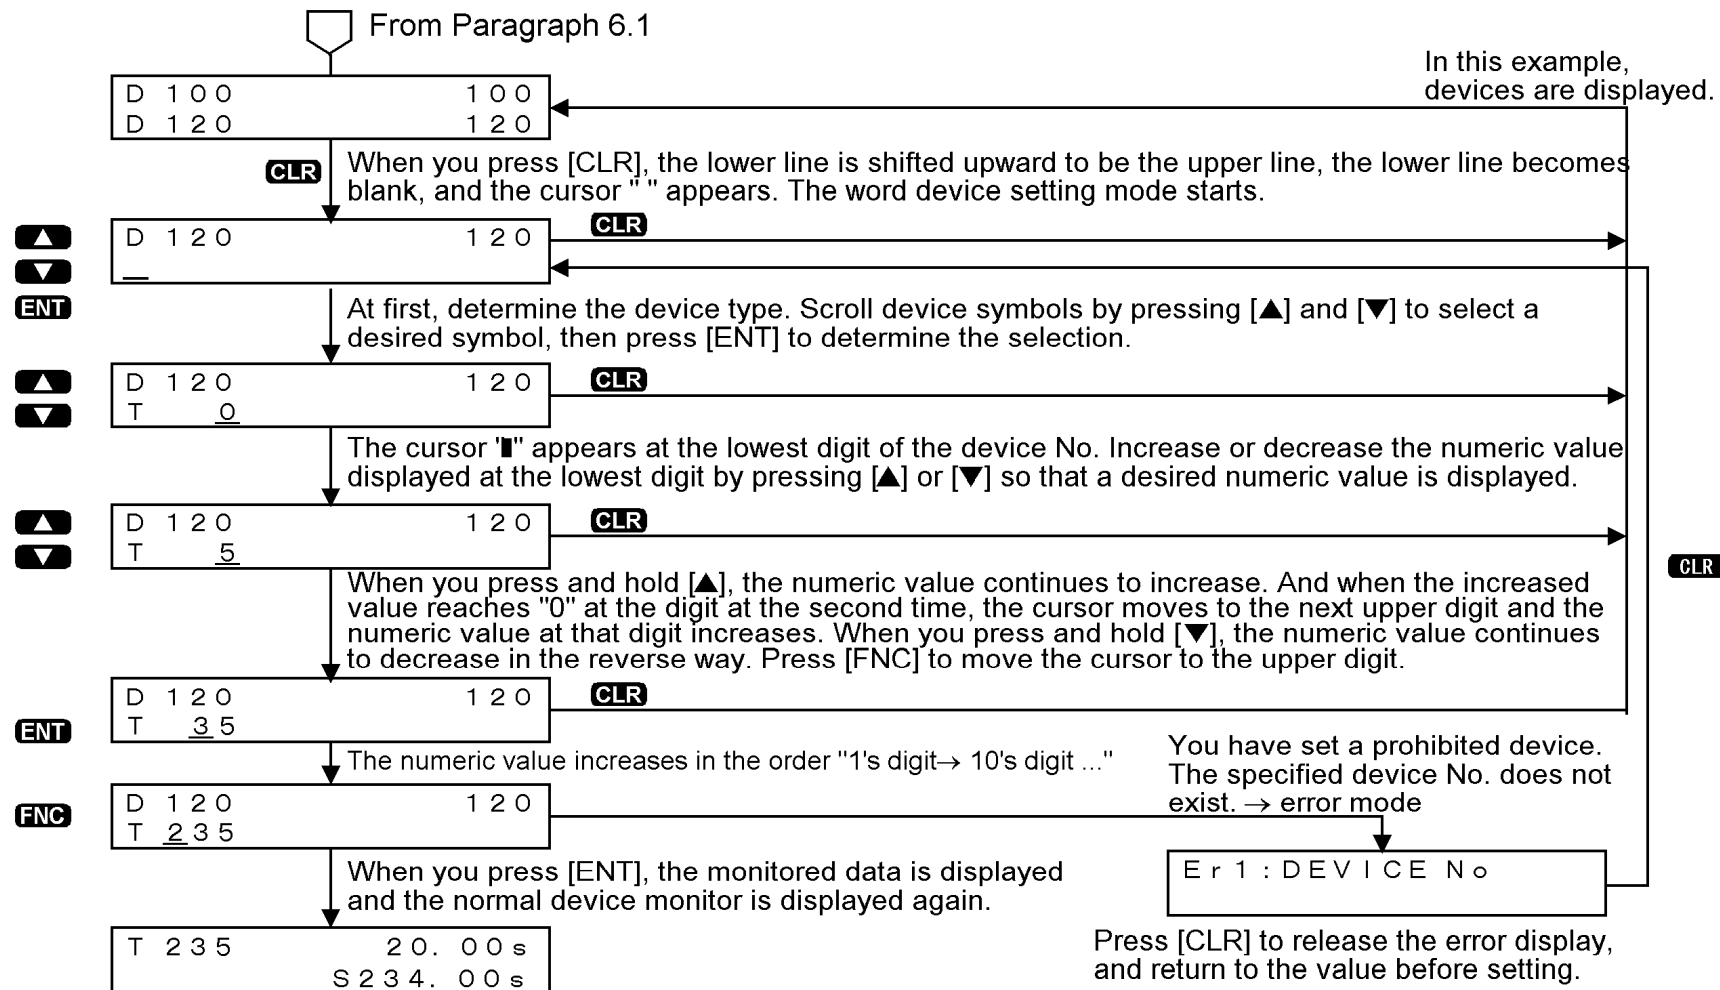 From Paragraph 6.1
In this example,
devices are displayed.
D 100 100
D 120 120
CLR
When you press [CLR], the lower line is shifted upward to be the upper line, the lower line becomes
blank, and the cursor " " appears. The word device setting mode starts.
▲
▼
ENT
D 120 120
_
CLR
At first, determine the device type. Scroll device symbols by pressing [▲] and [▼] to select a
desired symbol, then press [ENT] to determine the selection.
▲
▼
D 120 120
T 0
CLR
The cursor "▮" appears at the lowest digit of the device No. Increase or decrease the numeric value
displayed at the lowest digit by pressing [▲] or [▼] so that a desired numeric value is displayed.
▲
▼
D 120 120
T 5
CLR
CLR
When you press and hold [▲], the numeric value continues to increase. And when the increased
value reaches "0" at the digit at the second time, the cursor moves to the next upper digit and the
numeric value at that digit increases. When you press and hold [▼], the numeric value continues
to decrease in the reverse way. Press [FNC] to move the cursor to the upper digit.
ENT
D 120 120
T 35
CLR
The numeric value increases in the order "1's digit→ 10's digit ..."
You have set a prohibited device.
The specified device No. does not
exist. → error mode
FNC
D 120 120
T 235
When you press [ENT], the monitored data is displayed
and the normal device monitor is displayed again.
Er1:DEVICE No
Press [CLR] to release the error display,
and return to the value before setting.
T 235 20.00s
S234.00s